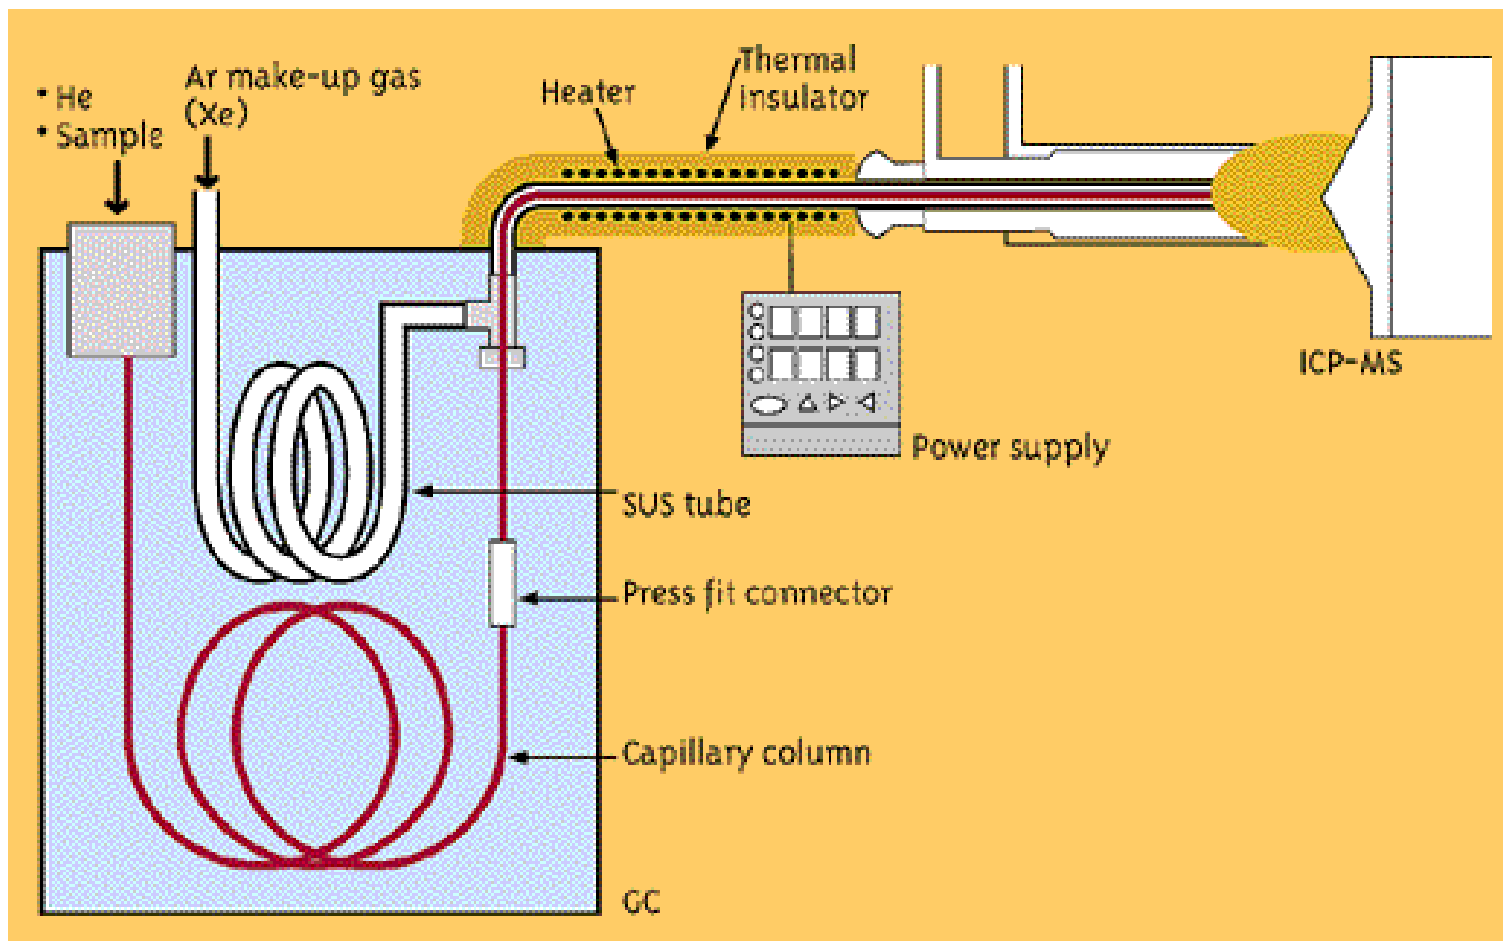 • He
• Sample
Ar make-up gas
(Xe)
Heater
Thermal
insulator
ICP-MS
Power supply
SUS tube
Press fit connector
Capillary column
GC